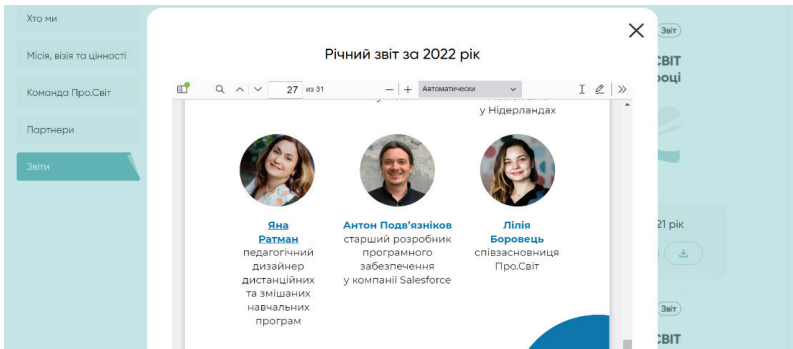 Хто ми
Місія, візія та цінності
Команда Про.Світ
Партнери
Звіти
Річний звіт за 2022 рік
27 из 31
Автоматически
у Нідерландах
Яна
Ратман
педагогічний
дизайнер
дистанційних
та змішаних
навчальних
програм
Антон Подв'язніков
старший розробник
програмного
забезпечення
у компанії Salesforce
Лілія
Боровець
співзасновниця
Про.Світ
Звіт
СВІТ
році
21 рік
Звіт
СВІТ